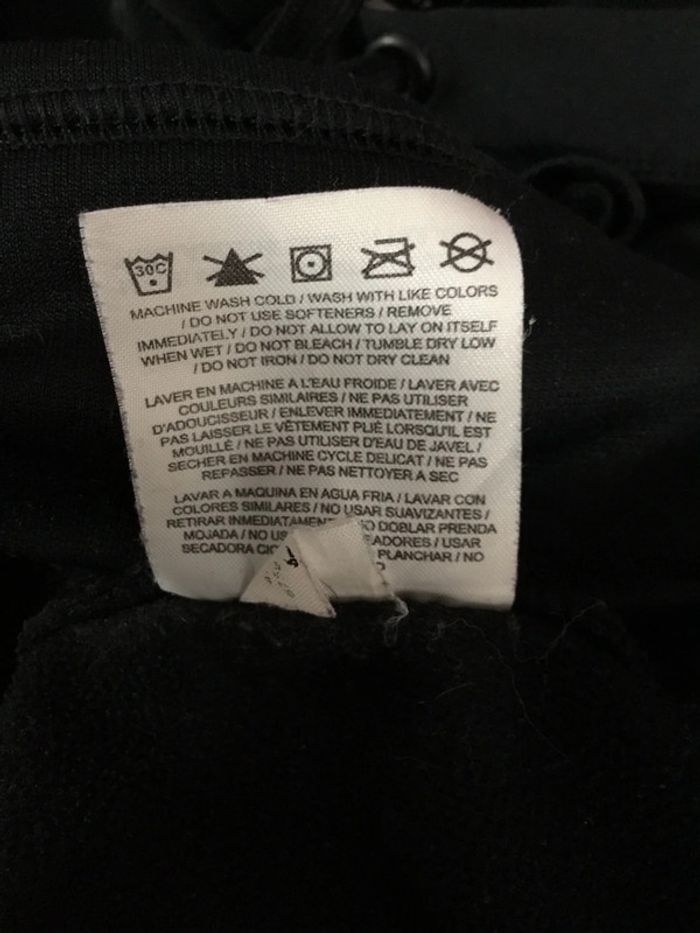 30C
MACHINE WASH COLD / WASH WITH LIKE COLORS
/ DO NOT USE SOFTENERS / REMOVE
IMMEDIATELY / DO NOT ALLOW TO LAY ON ITSELF
WHEN WET / DO NOT BLEACH / TUMBLE DRY LOW
/ DO NOT IRON / DO NOT DRY CLEAN
LAVER EN MACHINE A L'EAU FROIDE / LAVER AVEC
COULEURS SIMILAIRES / NE PAS UTILISER
D'ADOUCISSEUR / ENLEVER IMMEDIATEMENT / NE
PAS LAISSER LE VÊTEMENT PLIÉ LORSQU'IL EST
MOUILLÉ / NE PAS UTILISER D'EAU DE JAVEL /
SECHER EN MACHINE CYCLE DELICAT / NE PAS
REPASSER / NE PAS NETTOYER A SEC
LAVAR A MAQUINA EN AGUA FRIA / LAVAR CON
COLORES SIMILARES / NO USAR SUAVIZANTES /
RETIRAR DOBLAR PRENDA
MOJADA / NO / USAR
SECADORA PLANCHAR / NO